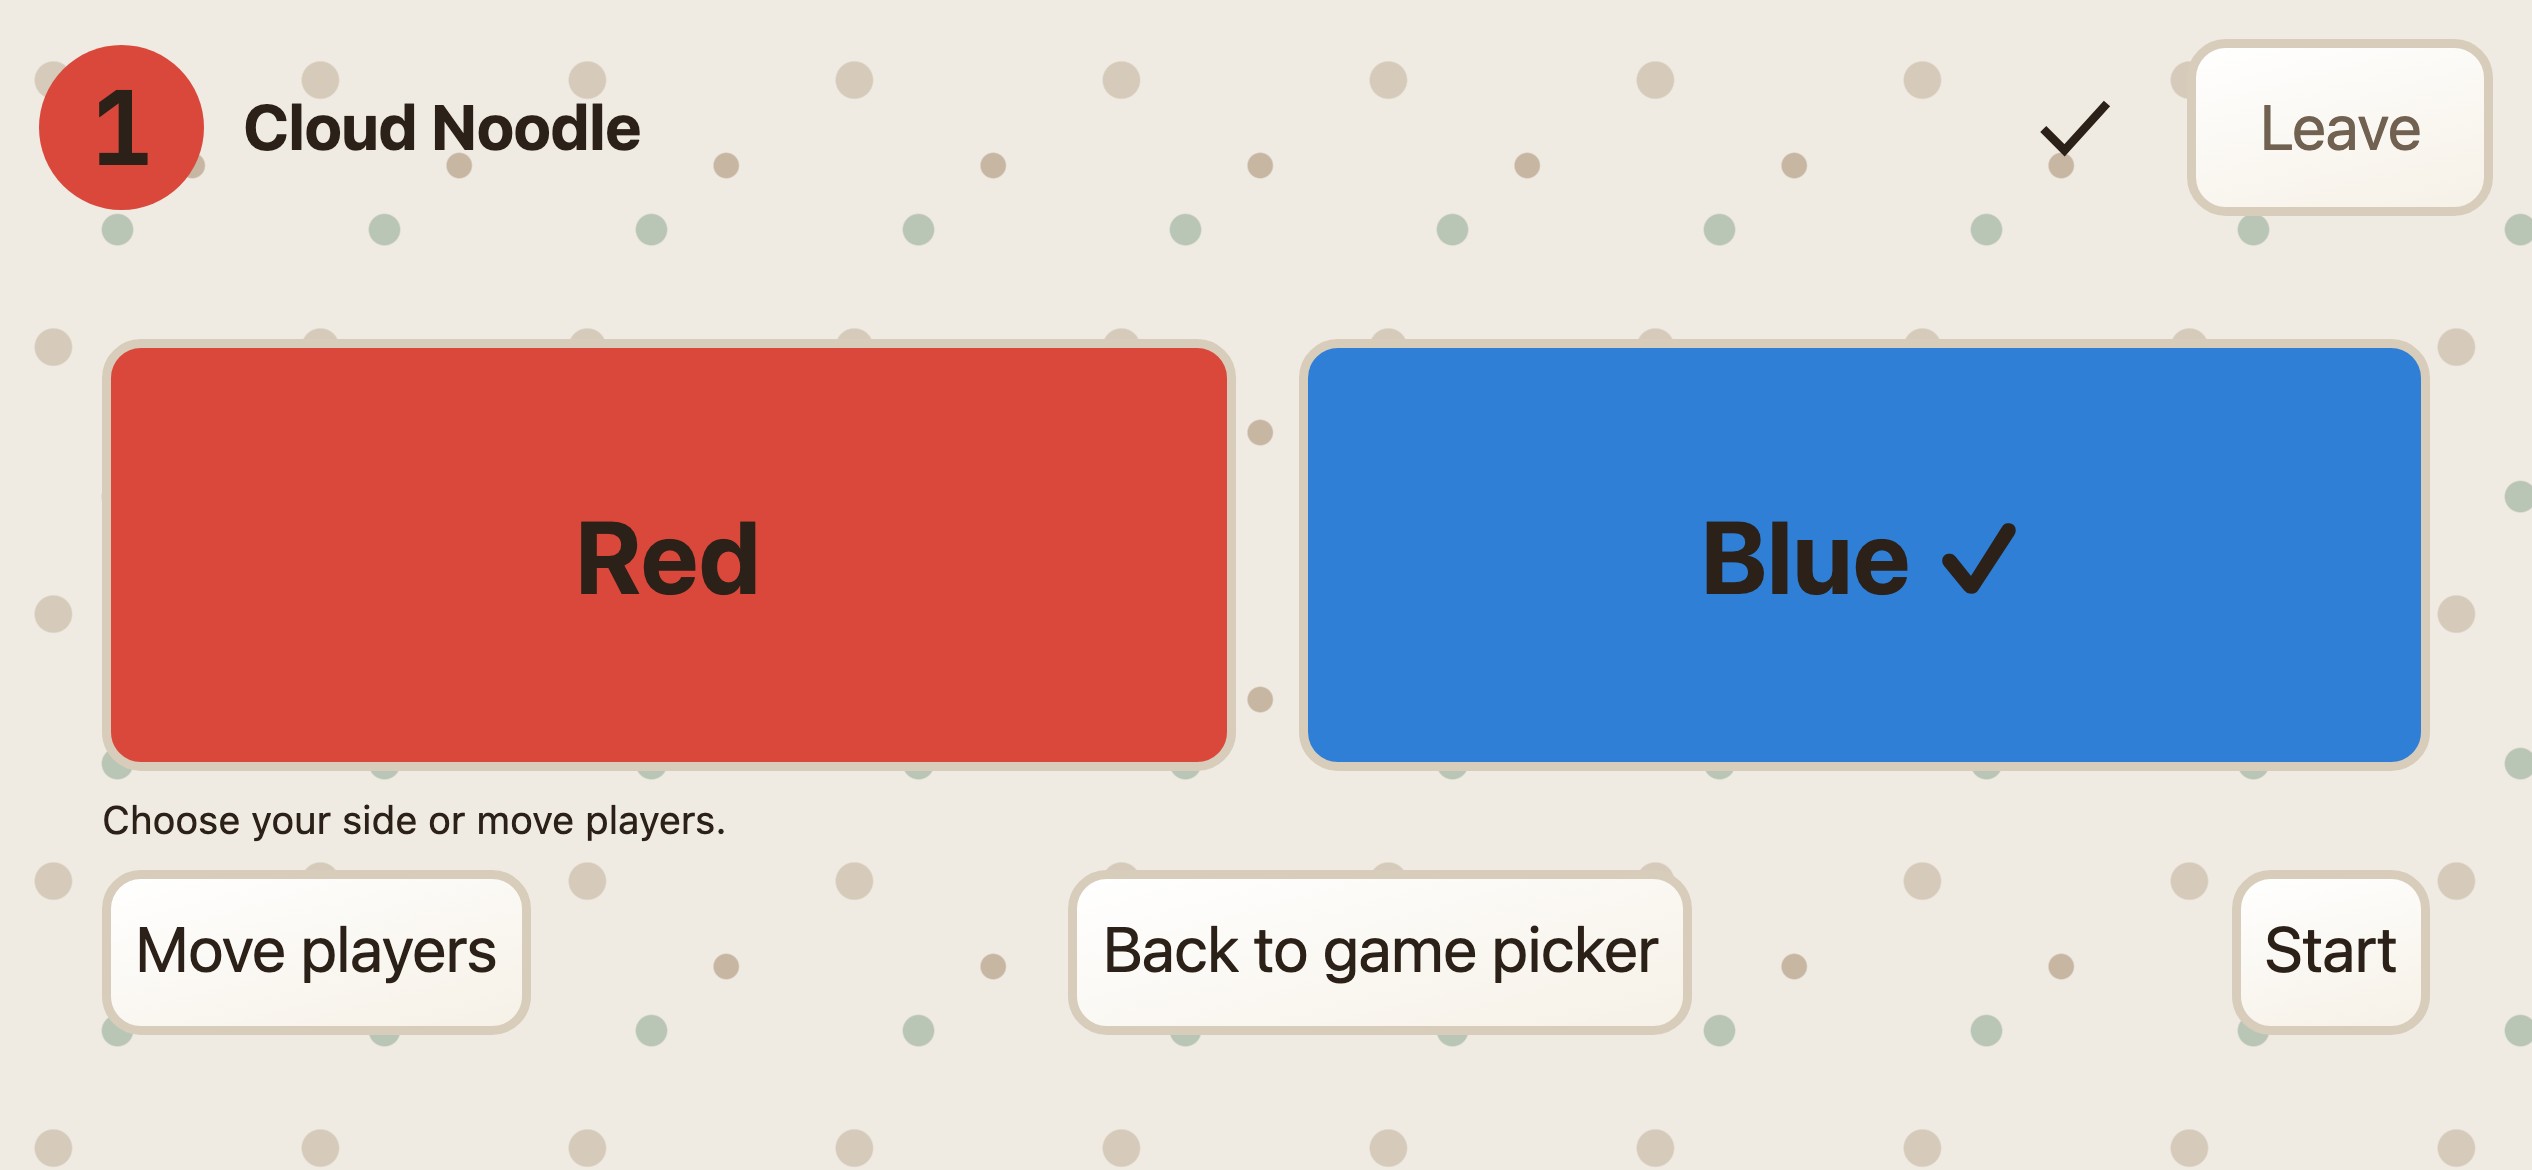 1 Cloud Noodle ✓ Leave
Red
Blue ✓
Choose your side or move players.
Move players
Back to game picker
Start